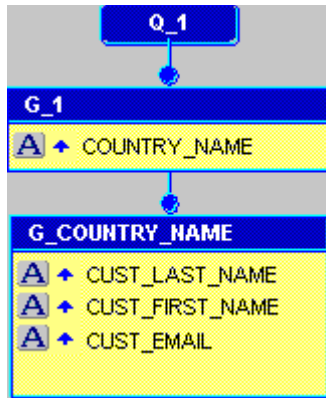 Q_1
G_1
A COUNTRY_NAME
G_COUNTRY_NAME
A CUST_LAST_NAME
A CUST_FIRST_NAME
A CUST_EMAIL